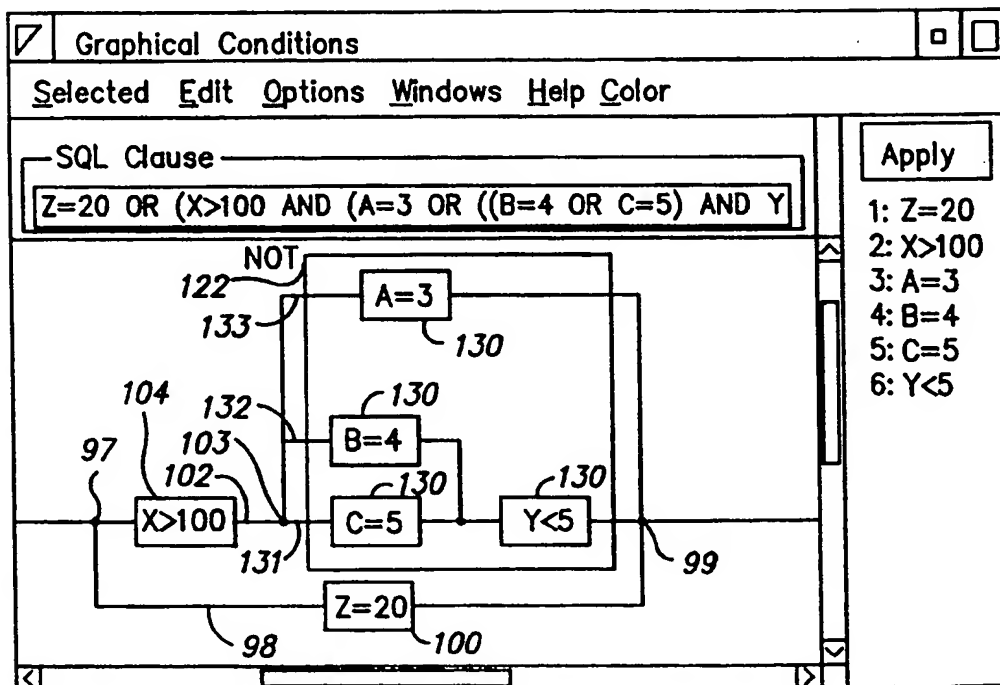 Graphical Conditions
Selected Edit Options Windows Help Color
SQL Clause
Z=20 OR (X>100 AND (A=3 OR ((B=4 OR C=5) AND Y
Apply
1: Z=20
2: X>100
3: A=3
4: B=4
5: C=5
6: Y<5
NOT
122
A=3
133
130
104
132
130
103
B=4
97
102
130
130
X>100
C=5
Y<5
131
99
Z=20
98
100